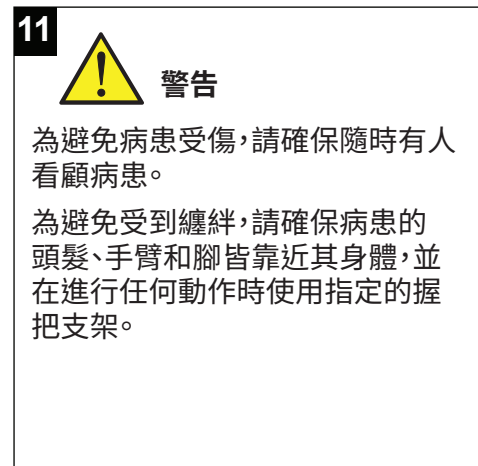 11
警告
為避免病患受傷，請確保隨時有人
看顧病患。
為避免受到纏絆，請確保病患的
頭髮、手臂和腳皆靠近其身體，並
在進行任何動作時使用指定的握
把支架。